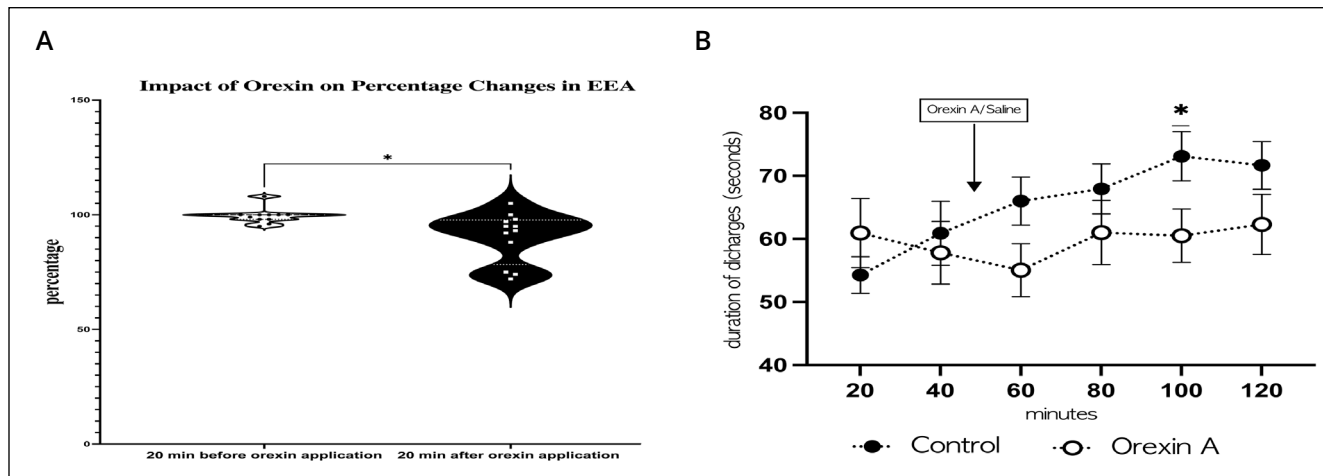 A
Impact of Orexin on Percentage Changes in EEA
150
100
50
0
percentage
*
20 min before orexin application
20 min after orexin application
B
Orexin A/Saline
*
80
70
60
50
40
duration of dicharges (seconds)
20 40 60 80 100 120
minutes
Control
Orexin A